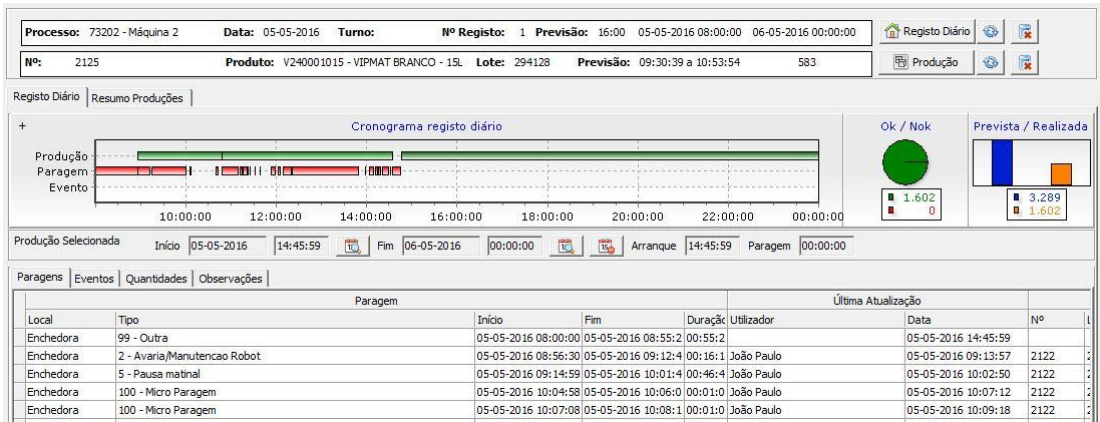 Processo: 73202 - Máquina 2 Data: 05-05-2016 Turno: Nº Registo: 1 Previsão: 16:00 05-05-2016 08:00:00 06-05-2016 00:00:00 Registo Diário
Nº: 2125 Produto: V240001015 - VIPMAT BRANCO - 15L Lote: 294128 Previsão: 09:30:39 a 10:53:54 583 Produção
Registo Diário Resumo Produções
+ Cronograma registo diário Ok / Nok Prevista / Realizada
Produção
Paragem
Evento
1.602 3.289
0 1.602
10:00:00 12:00:00 14:00:00 16:00:00 18:00:00 20:00:00 22:00:00 00:00:00
Produção Selecionada Início 05-05-2016 14:45:59 Fim 06-05-2016 00:00:00 Arranque 14:45:59 Paragem 00:00:00
Paragens Eventos Quantidades Observações
Paragem Última Atualização
Local Tipo Início Fim Duração Utilizador Data Nº
Enchedora 99 - Outra 05-05-2016 08:00:00 05-05-2016 08:55:2 00:55:2 05-05-2016 14:45:59
Enchedora 2 - Avaria/Manutencao Robot 05-05-2016 08:56:30 05-05-2016 09:12:4 00:16:1 João Paulo 05-05-2016 09:13:57 2122
Enchedora 5 - Pausa matinal 05-05-2016 09:14:59 05-05-2016 10:01:4 00:46:4 João Paulo 05-05-2016 10:02:50 2122
Enchedora 100 - Micro Paragem 05-05-2016 10:04:58 05-05-2016 10:06:0 00:01:0 João Paulo 05-05-2016 10:07:12 2122
Enchedora 100 - Micro Paragem 05-05-2016 10:07:08 05-05-2016 10:08:1 00:01:0 João Paulo 05-05-2016 10:09:18 2122